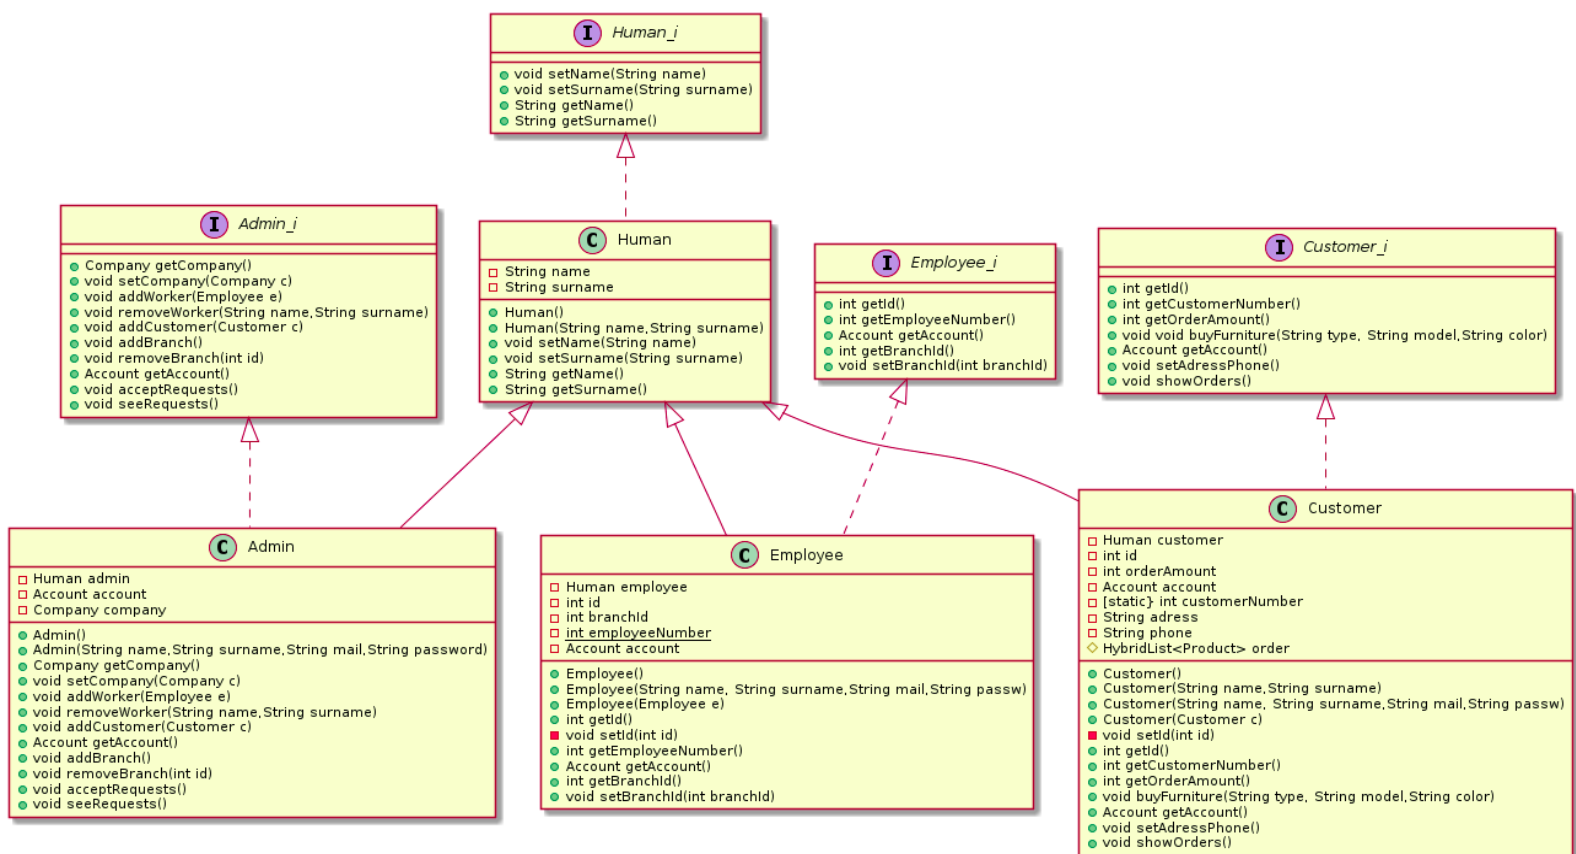 I Human_i
void setName(String name)
void setSurname(String surname)
String getName()
String getSurname()
I Admin_i
Company getCompany()
void setCompany(Company c)
void addWorker(Employee e)
void removeWorker(String name,String surname)
void addCustomer(Customer c)
void addBranch()
void removeBranch(int id)
Account getAccount()
void acceptRequests()
void seeRequests()
C Human
String name
String surname
Human()
Human(String name,String surname)
void setName(String name)
void setSurname(String surname)
String getName()
String getSurname()
I Employee_i
int getId()
int getEmployeeNumber()
Account getAccount()
int getBranchId()
void setBranchId(int branchId)
I Customer_i
int getId()
int getCustomerNumber()
int getOrderAmount()
void void buyFurniture(String type, String model,String color)
Account getAccount()
void setAdressPhone()
void showOrders()
C Admin
Human admin
Account account
Company company
Admin()
Admin(String name,String surname,String mail,String password)
Company getCompany()
void setCompany(Company c)
void addWorker(Employee e)
void removeWorker(String name,String surname)
void addCustomer(Customer c)
Account getAccount()
void addBranch()
void removeBranch(int id)
void acceptRequests()
void seeRequests()
C Employee
Human employee
int id
int branchId
int employeeNumber
Account account
Employee()
Employee(String name, String surname,String mail,String passw)
Employee(Employee e)
int getId()
void setId(int id)
int getEmployeeNumber()
Account getAccount()
int getBranchId()
void setBranchId(int branchId)
C Customer
Human customer
int id
int orderAmount
Account account
[static} int customerNumber
String adress
String phone
HybridList<Product> order
Customer()
Customer(String name,String surname)
Customer(String name, String surname,String mail,String passw)
Customer(Customer c)
void setId(int id)
int getId()
int getCustomerNumber()
int getOrderAmount()
void buyFurniture(String type, String model,String color)
Account getAccount()
void setAdressPhone()
void showOrders()